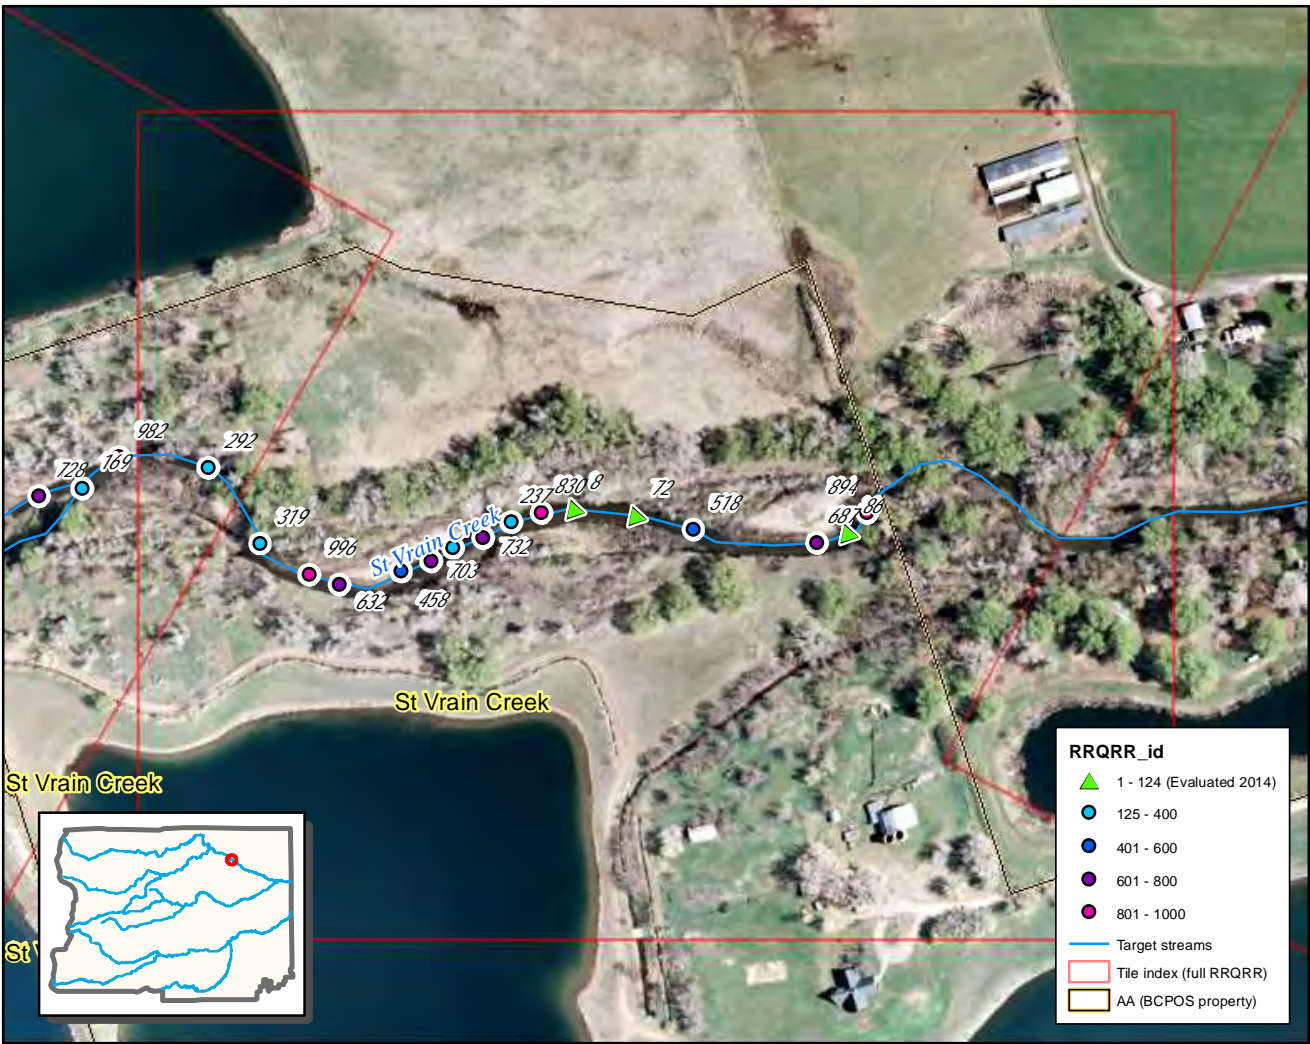 982
292
728
169
319
996
632
St Vrain Creek
458
703
732
237
830
8
72
518
894
687
86
St Vrain Creek
St Vrain Creek
St V
RRQRR_id
1 - 124 (Evaluated 2014)
125 - 400
401 - 600
601 - 800
801 - 1000
Target streams
Tile index (full RRQRR)
AA (BCPOS property)